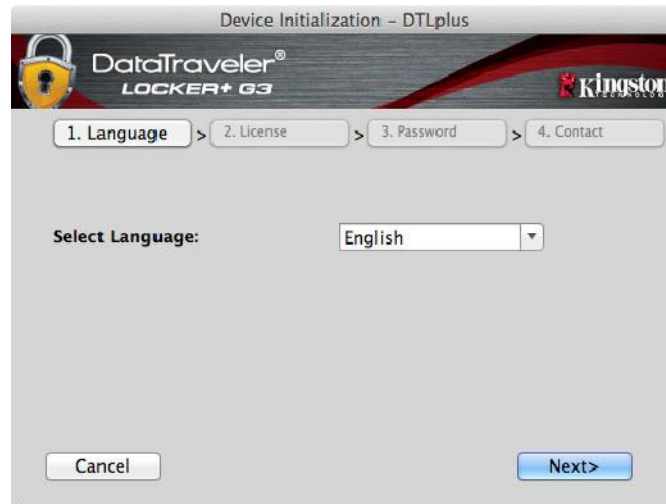 Device Initialization – DTLplus
DataTraveler®
LOCKER+ G3
Kingston
TECHNOLOGY
1. Language > 2. License > 3. Password > 4. Contact
Select Language: English
Cancel Next>